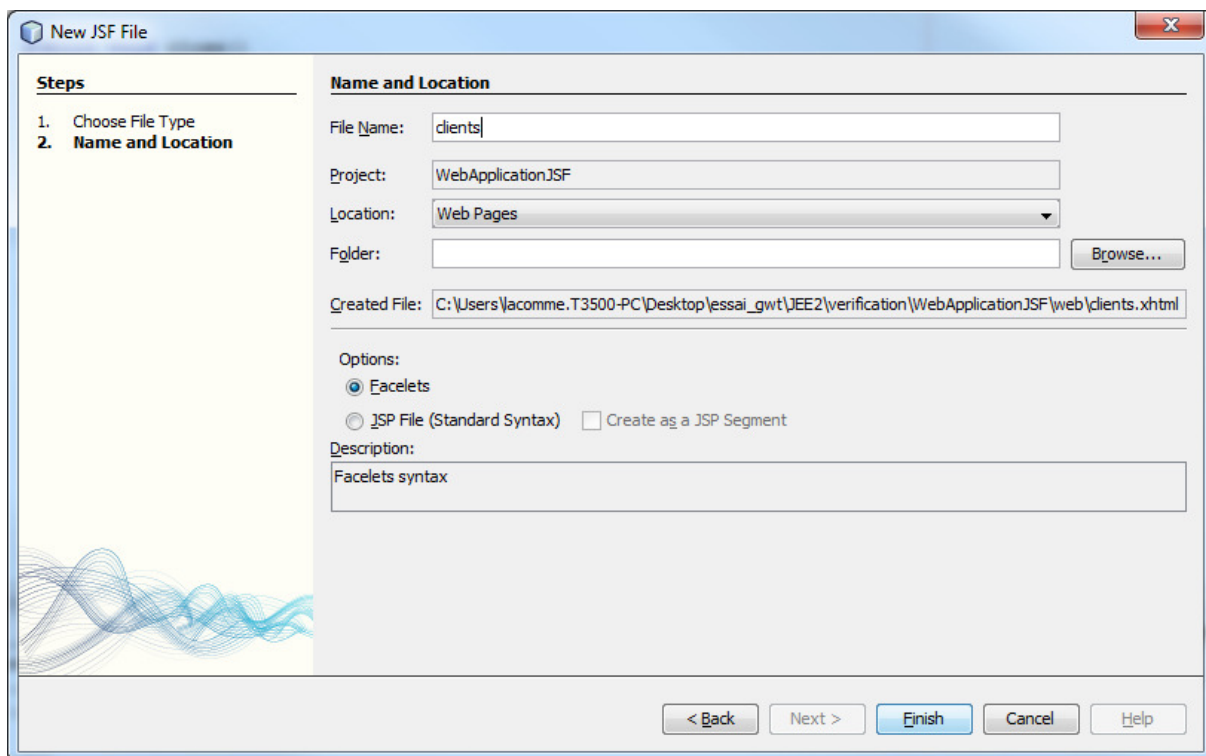 New JSF File
X
Steps
1. Choose File Type
2. Name and Location
Name and Location
File Name: clients
Project: WebApplicationJSF
Location: Web Pages
Folder: Browse...
Created File: C:\Users\lacomme.T3500-PC\Desktop\essai_gwt\JEE2\verification\WebApplicationJSF\web\clients.xhtml
Options:
Facelets
JSP File (Standard Syntax) Create as a JSP Segment
Description:
Facelets syntax
< Back Next > Finish Cancel Help